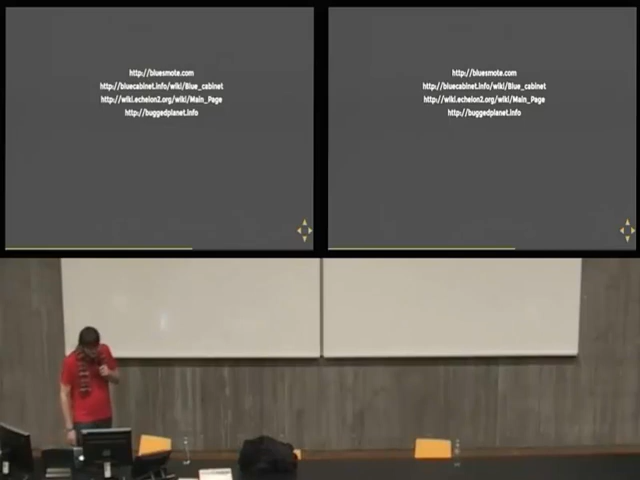 http://bluesmote.com
http://bluecabinet.info/wiki/Blue_cabinet
http://wiki.echelon2.org/wiki/Main_Page
http://buggedplanet.info
http://bluesmote.com
http://bluecabinet.info/wiki/Blue_cabinet
http://wiki.echelon2.org/wiki/Main_Page
http://buggedplanet.info